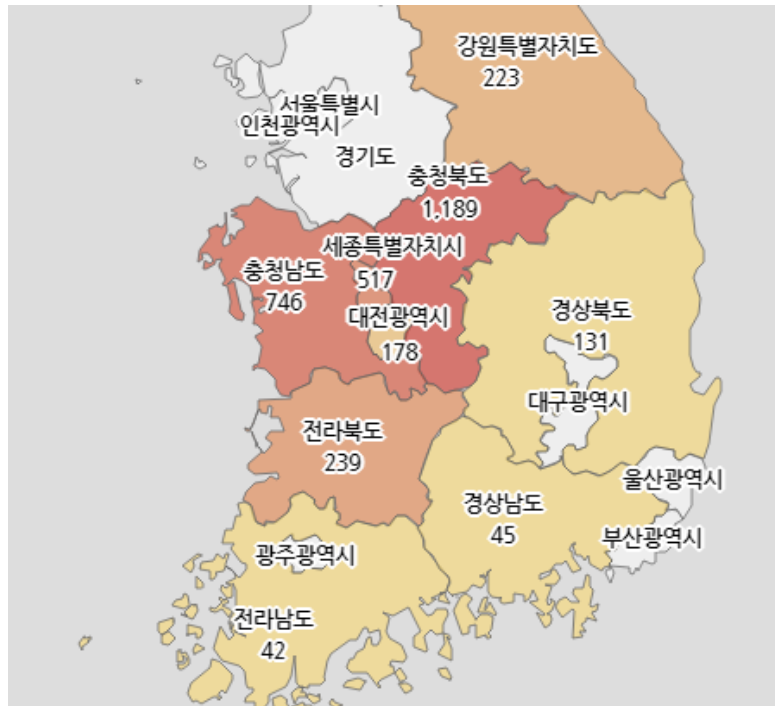 강원특별자치도
223
서울특별시
인천광역시
경기도
충청북도
1,189
세종특별자치시
517
충청남도
746
대전광역시
178
경상북도
131
대구광역시
전라북도
239
울산광역시
경상남도
45
부산광역시
광주광역시
전라남도
42